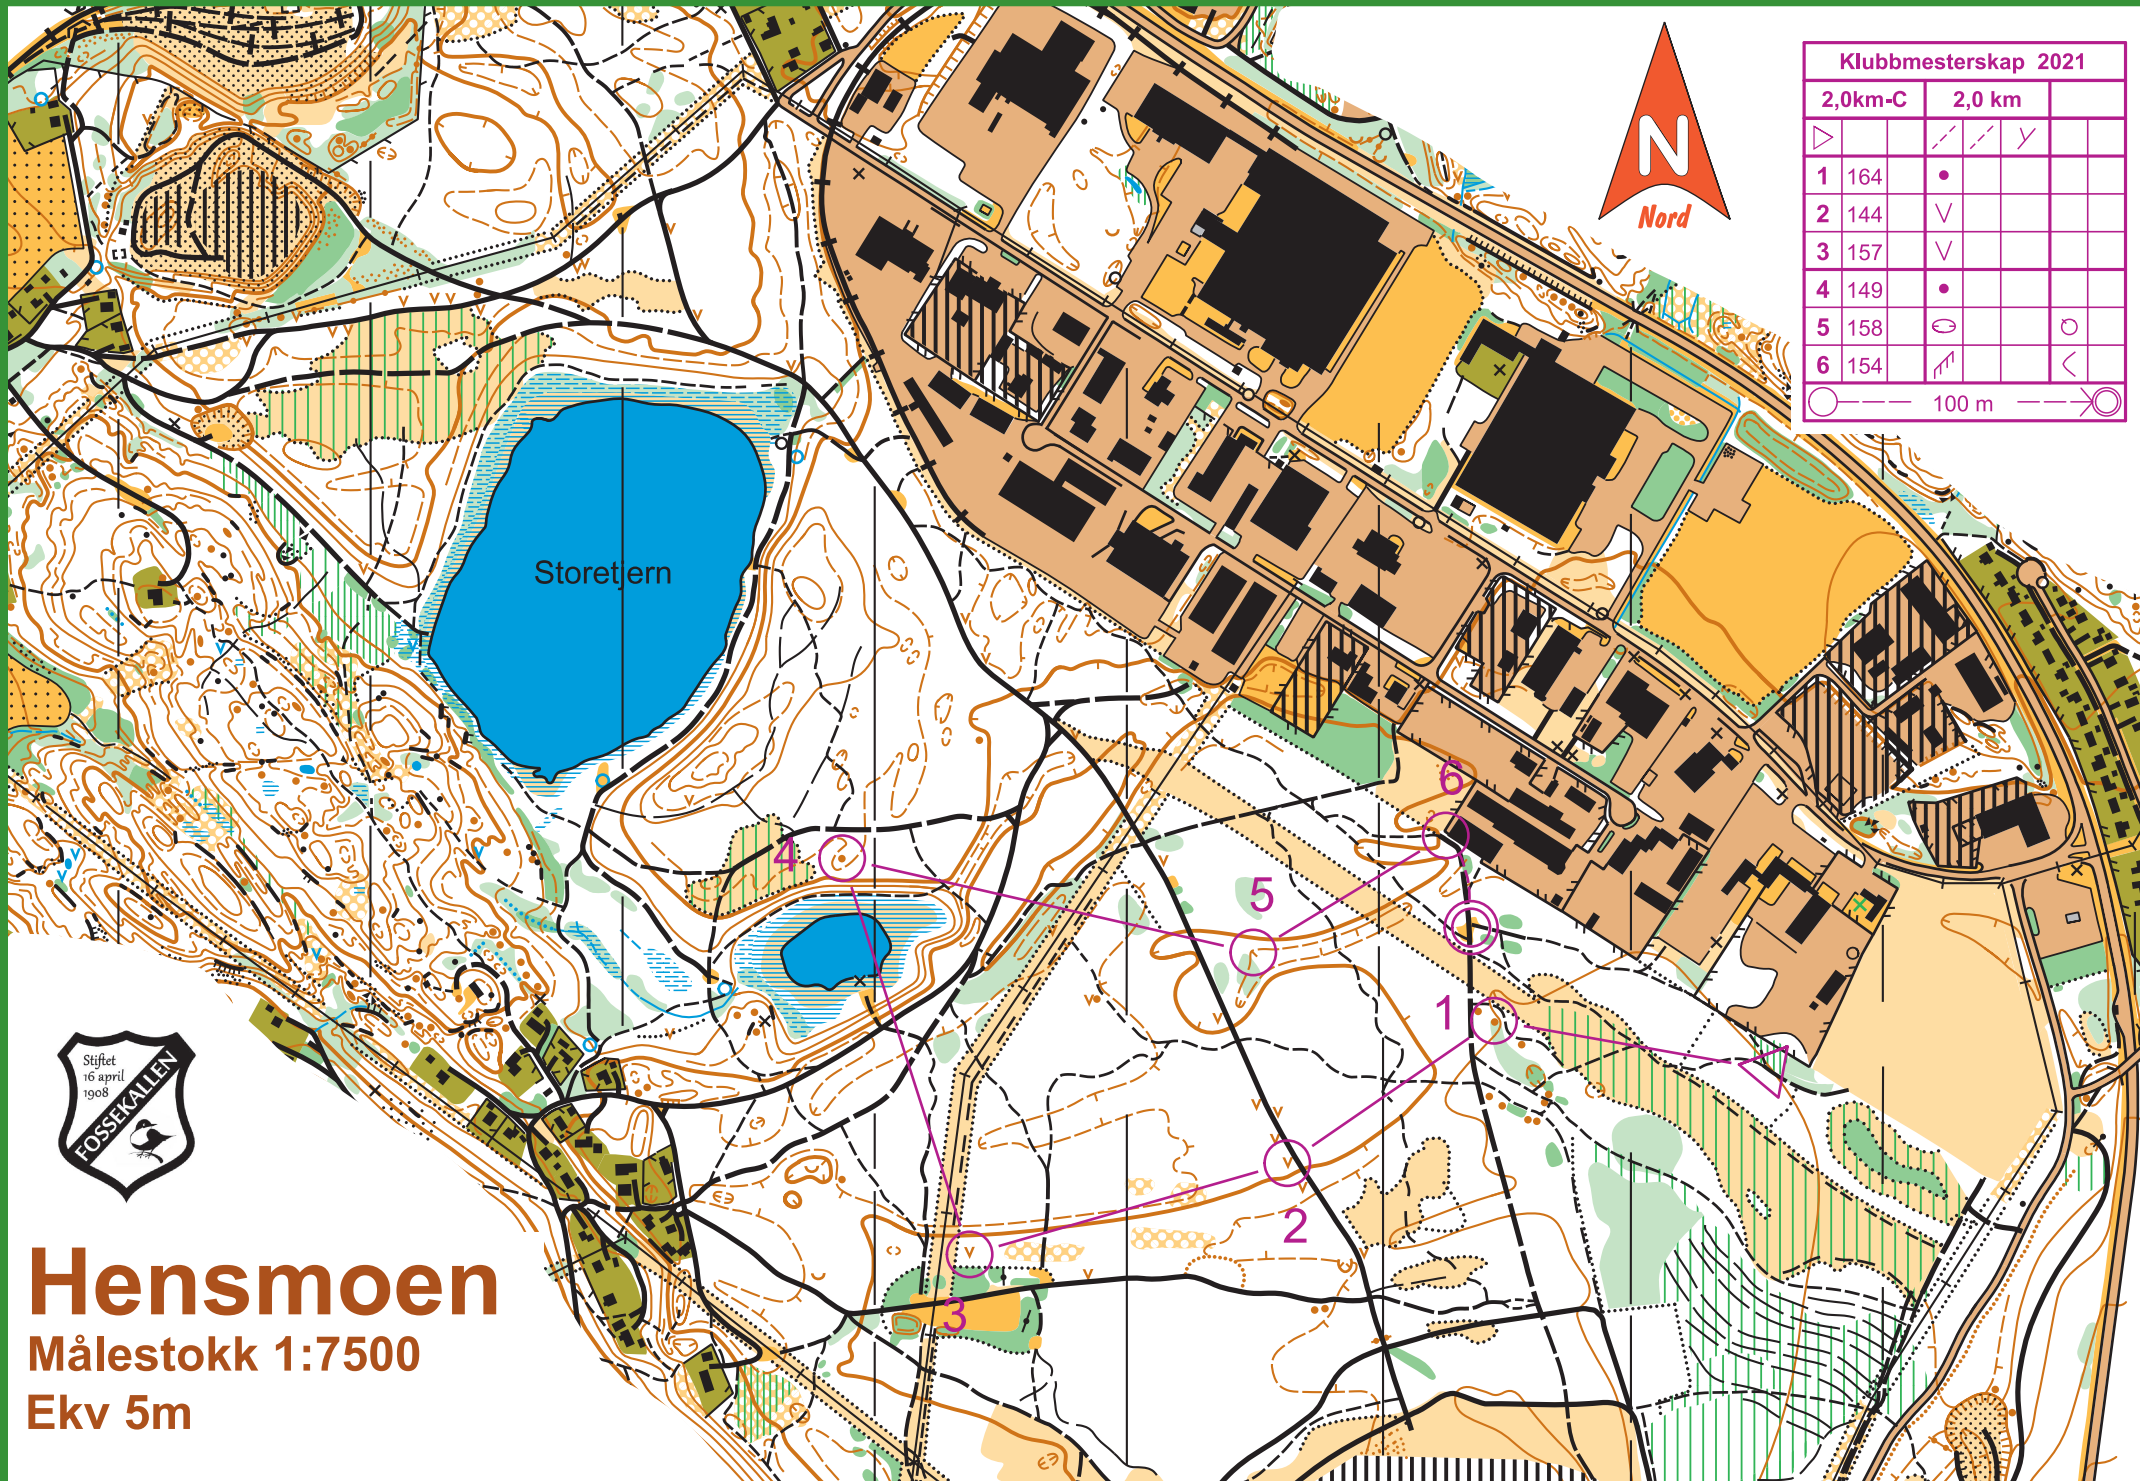 Klubbmesterskap 2021
2,0km-C 2,0 km
1 164
2 144
3 157
4 149
5 158
6 154
100 m
N
Nord
Storetjern
6
4
5
1
2
3
Stiftet
16 april
1908
FOSSEKALLEN
Hensmoen
Målestokk 1:7500
Ekv 5m